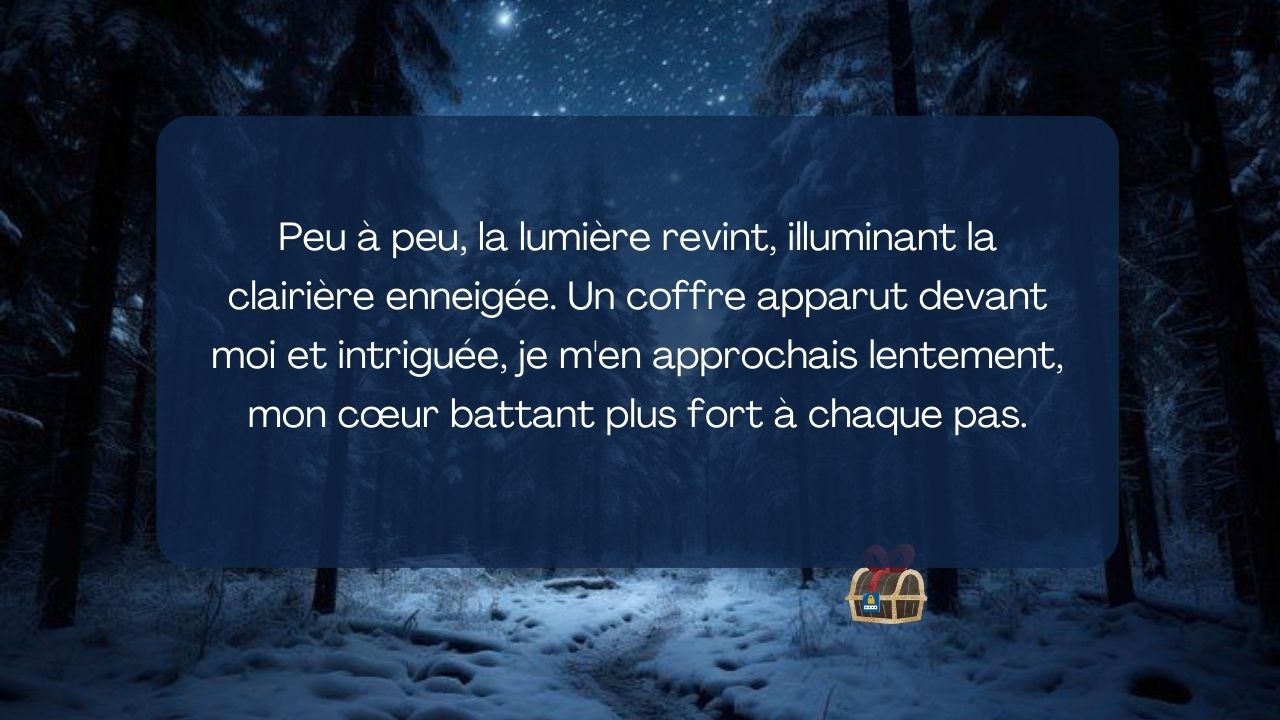 Peu à peu, la lumière revint, illuminant la
clairière enneigée. Un coffre apparut devant
moi et intriguée, je m'en approchais lentement,
mon cœur battant plus fort à chaque pas.